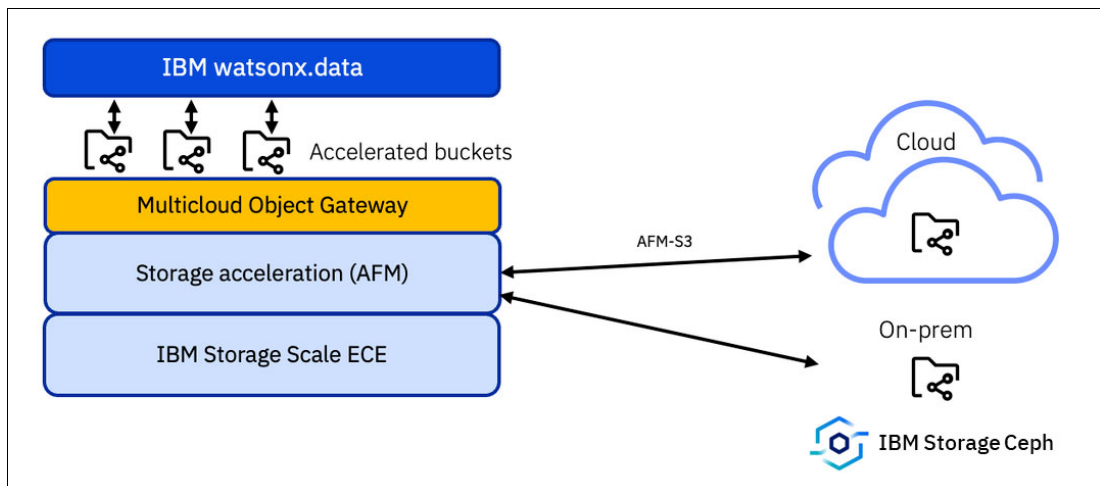 IBM watsonx.data
Accelerated buckets
Multicloud Object Gateway
Storage acceleration (AFM)
IBM Storage Scale ECE
AFM-S3
Cloud
On-prem
IBM Storage Ceph